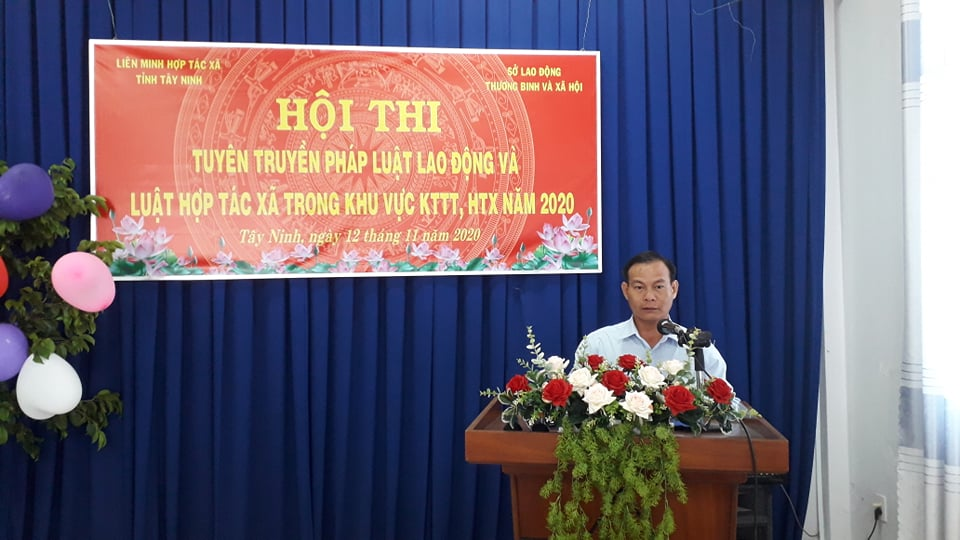 LIÊN MINH HỢP TÁC XÃ
TỈNH TÂY NINH
SỞ LAO ĐỘNG
THƯƠNG BINH VÀ XÃ HỘI
HỘI THI
TUYÊN TRUYỀN PHÁP LUẬT LAO ĐỘNG VÀ
LUẬT HỢP TÁC XÃ TRONG KHU VỰC KTTT, HTX NĂM 2020
Tây Ninh, ngày 12 tháng 11 năm 2020